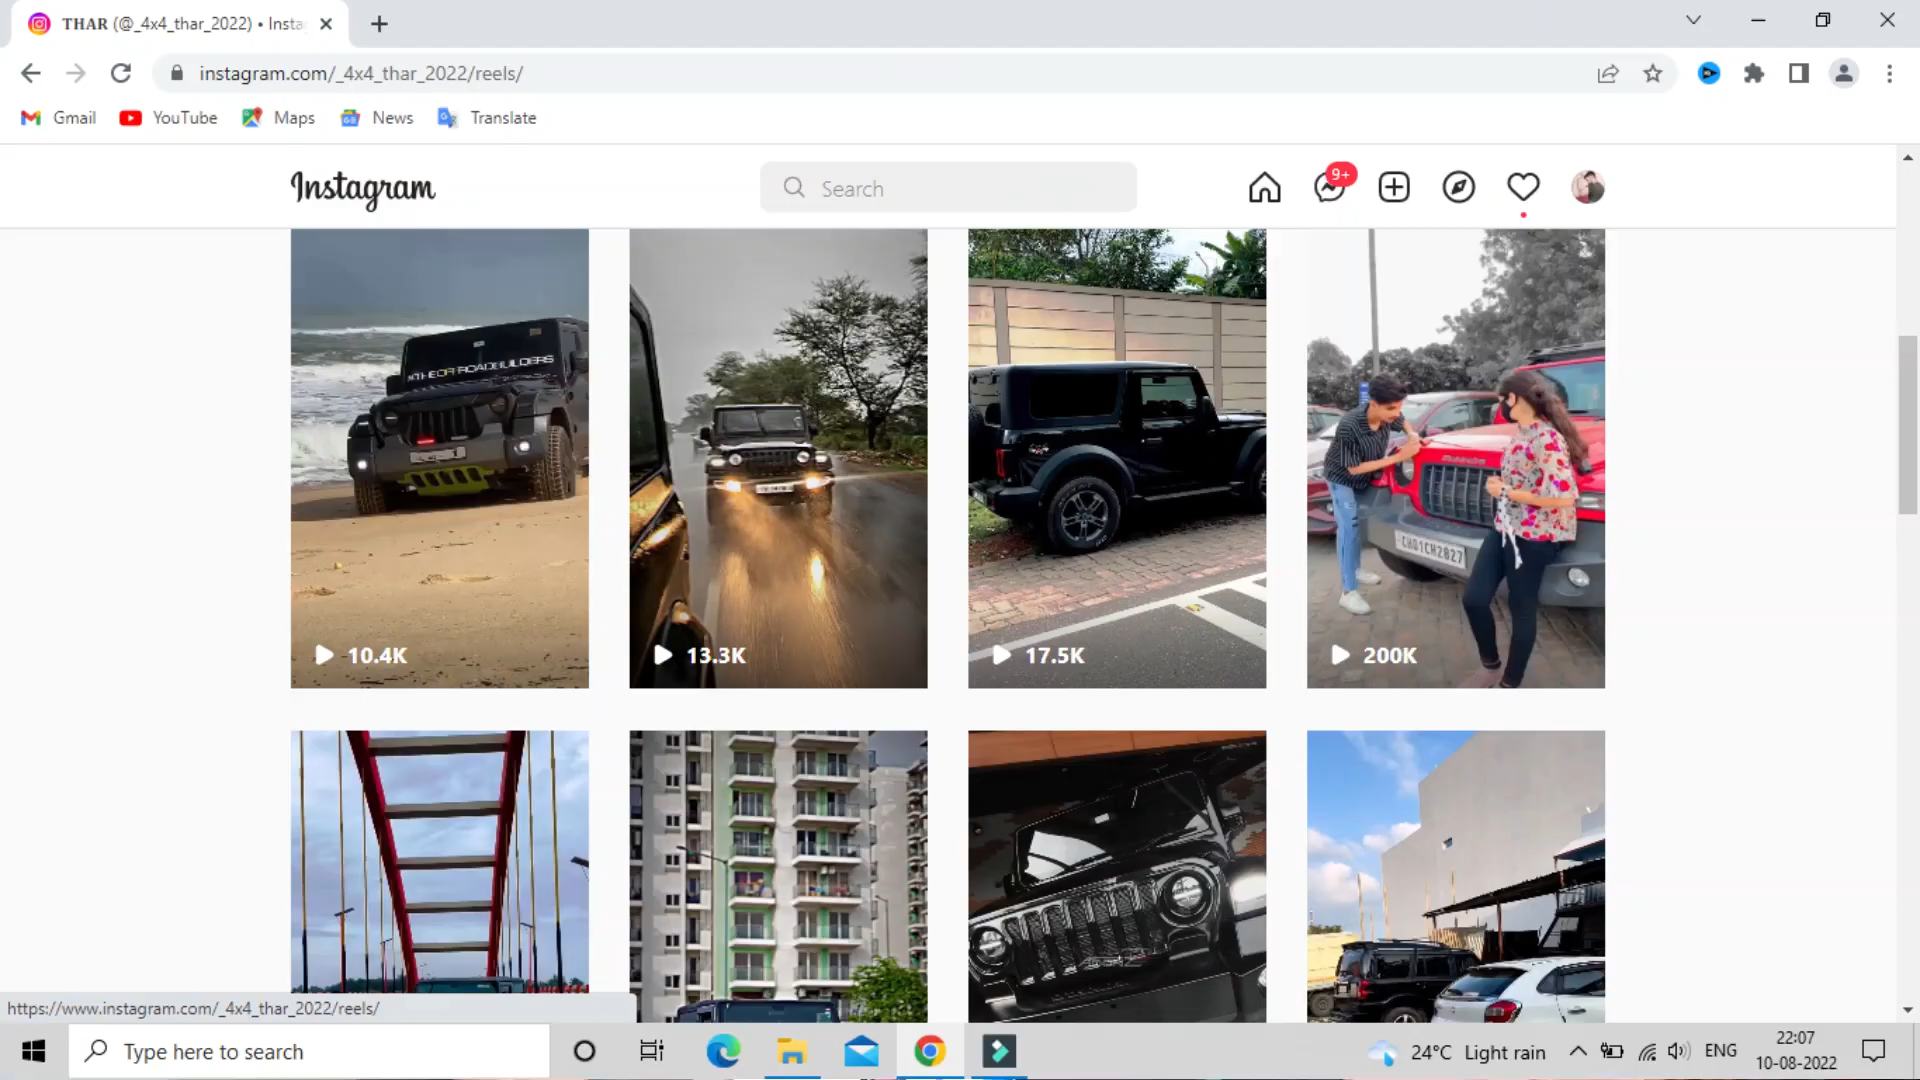 THAR (@_4x4_thar_2022) • Insta
instagram.com/_4x4_thar_2022/reels/
Gmail YouTube Maps News Translate
Instagram Search 9+
#THEOFFROADBUILDERS
CH01CH2827
10.4K 13.3K 17.5K 200K
https://www.instagram.com/_4x4_thar_2022/reels/
Type here to search 24°C Light rain ENG 22:07
10-08-2022